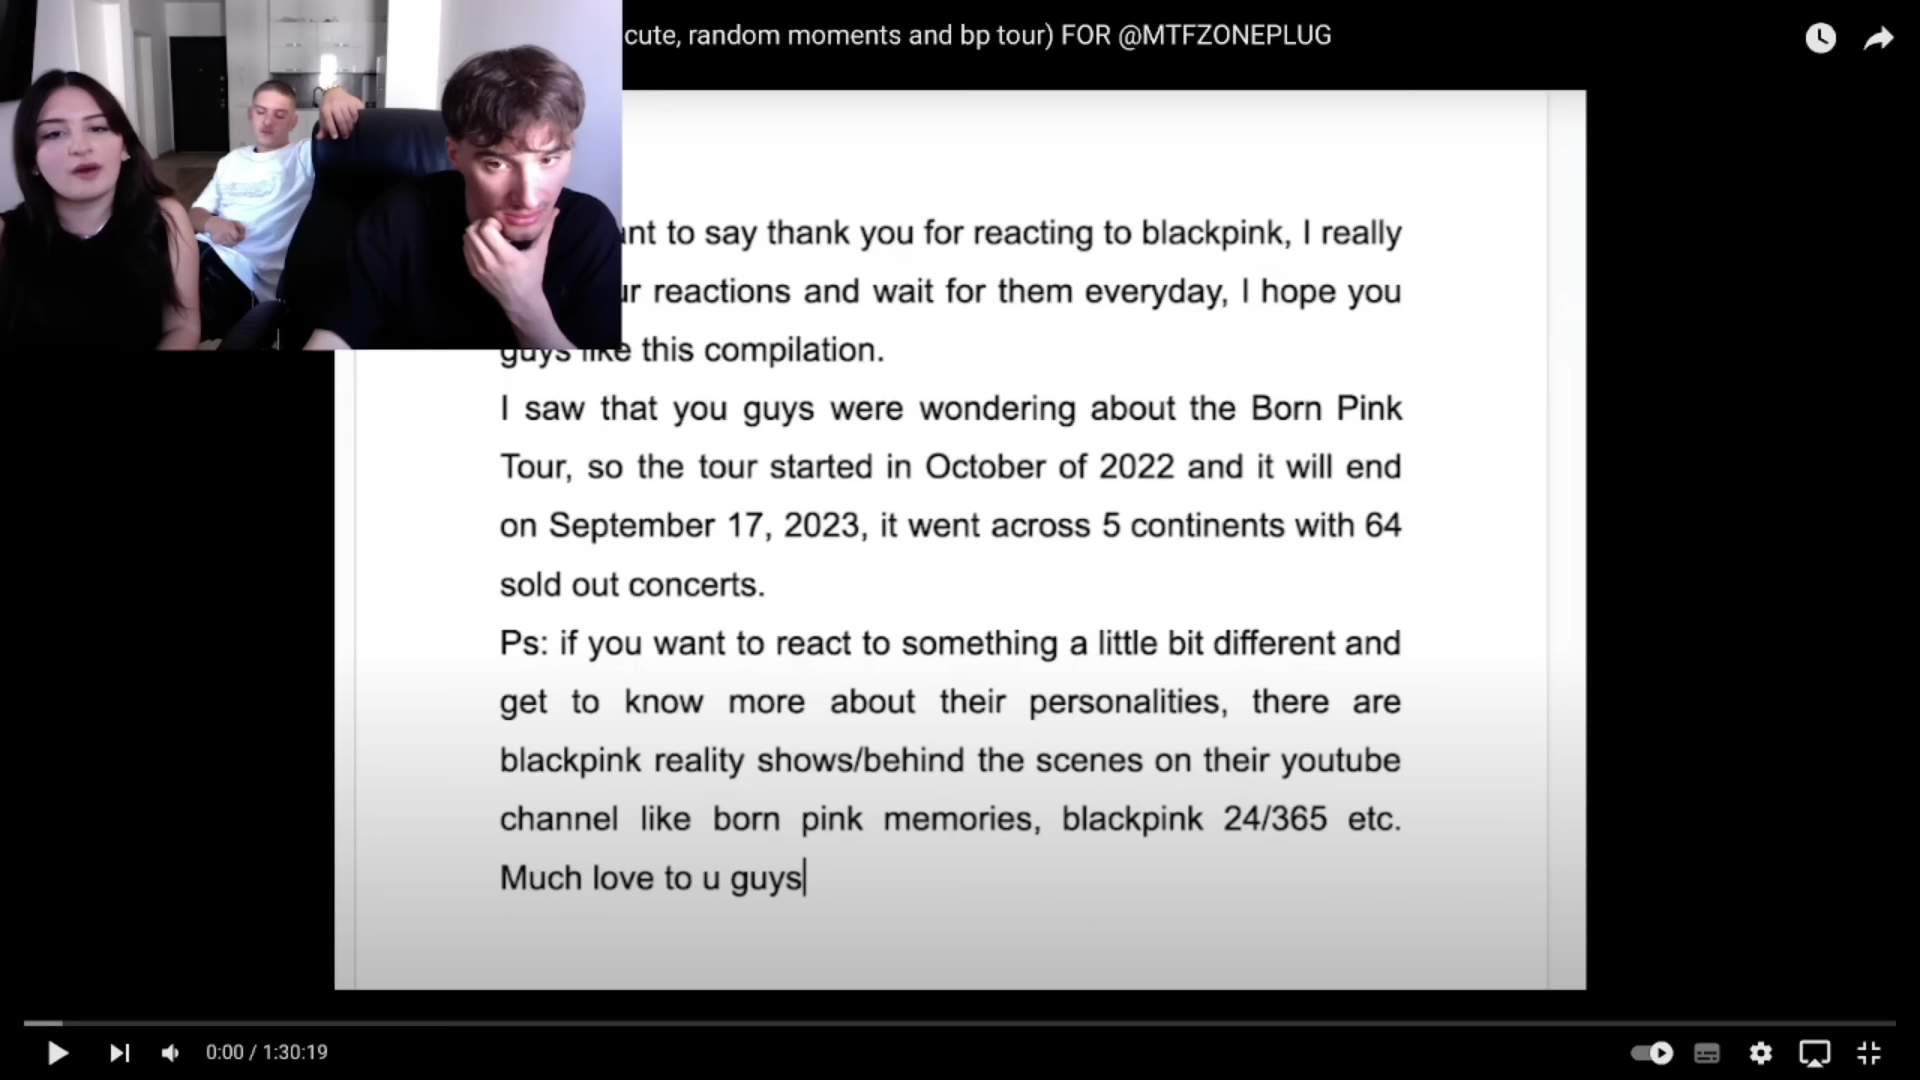 cute, random moments and bp tour) FOR @MTFZONEPLUG
to say thank you for reacting to blackpink, I really
reactions and wait for them everyday, I hope you
guys like this compilation.
I saw that you guys were wondering about the Born Pink
Tour, so the tour started in October of 2022 and it will end
on September 17, 2023, it went across 5 continents with 64
sold out concerts.
Ps: if you want to react to something a little bit different and
get to know more about their personalities, there are
blackpink reality shows/behind the scenes on their youtube
channel like born pink memories, blackpink 24/365 etc.
Much love to u guys
0:00 / 1:30:19